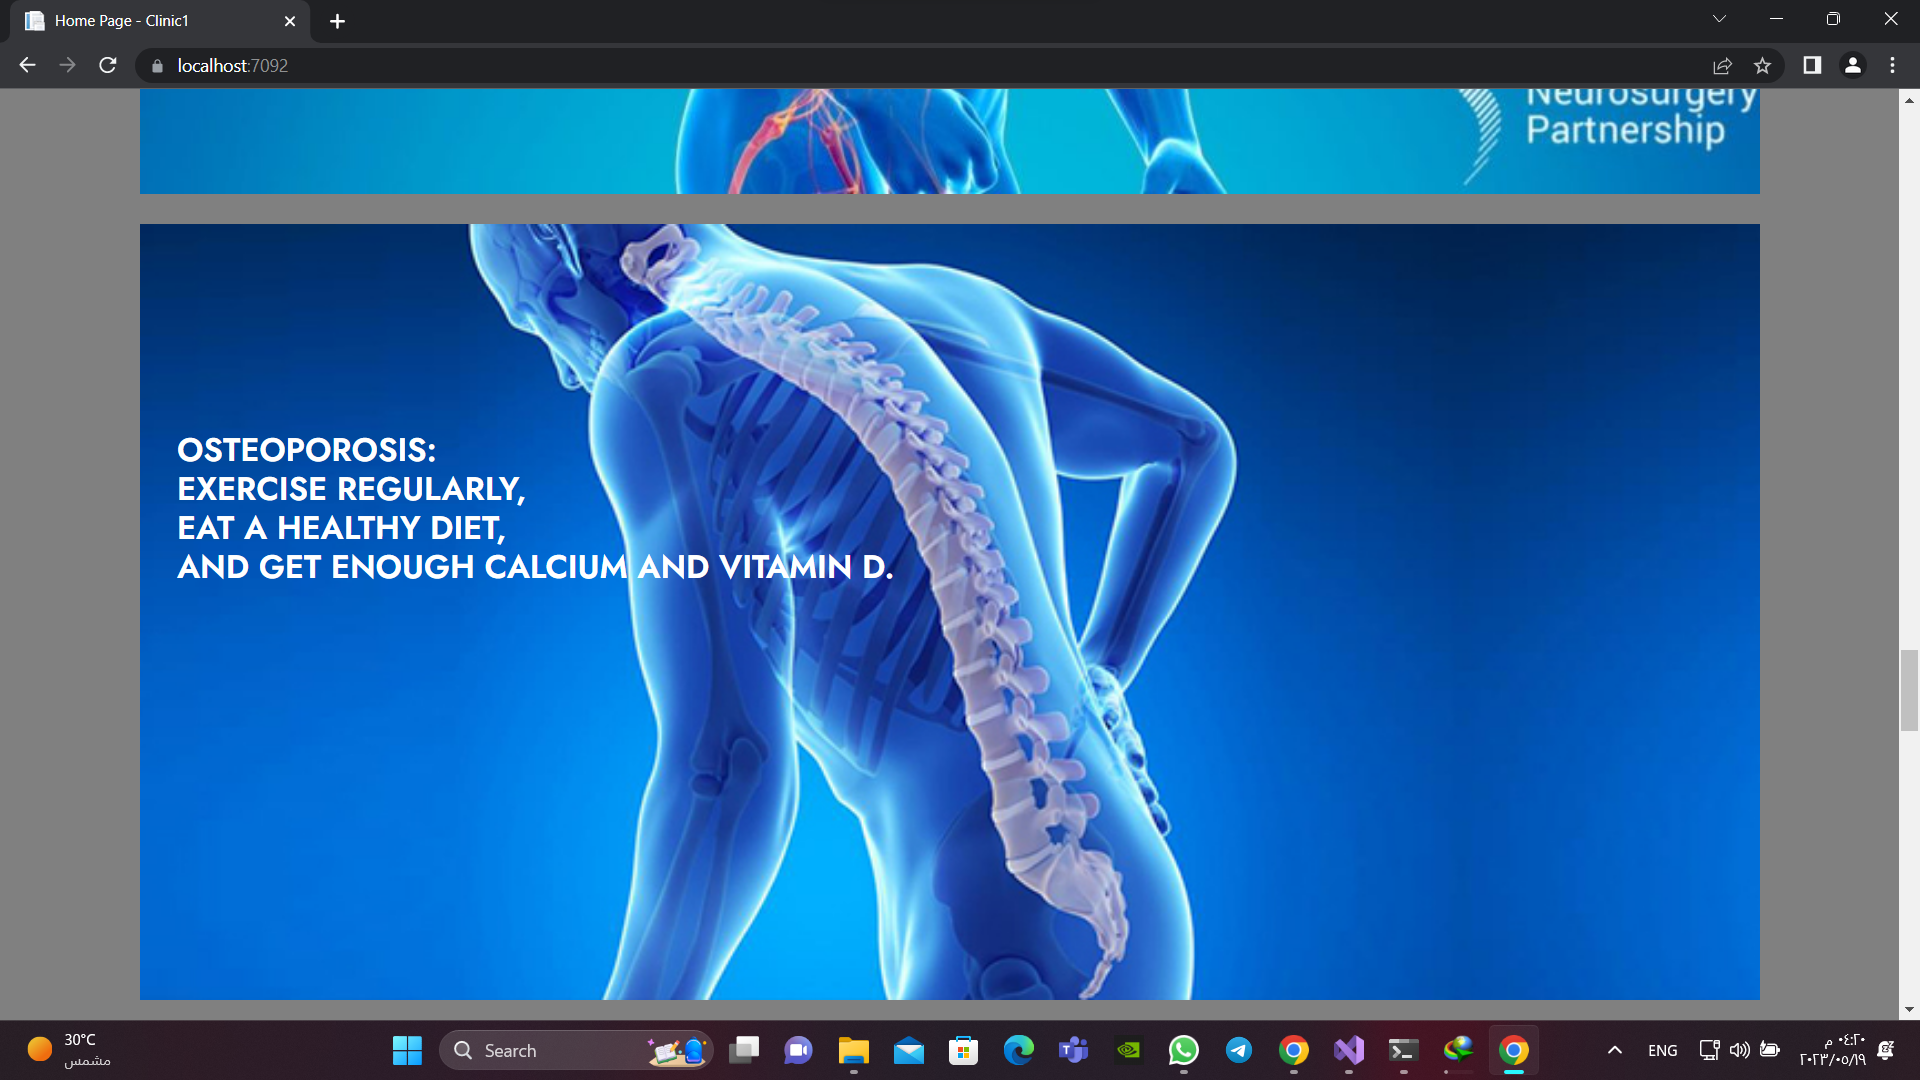 Home Page - Clinic1
localhost:7092
Neurosurgery
Partnership
OSTEOPOROSIS:
EXERCISE REGULARLY,
EAT A HEALTHY DIET,
AND GET ENOUGH CALCIUM AND VITAMIN D.
30°C
مشمس
Search
ENG
٠٤:٢٠ م
٢٠٢٣/٠٥/١٩